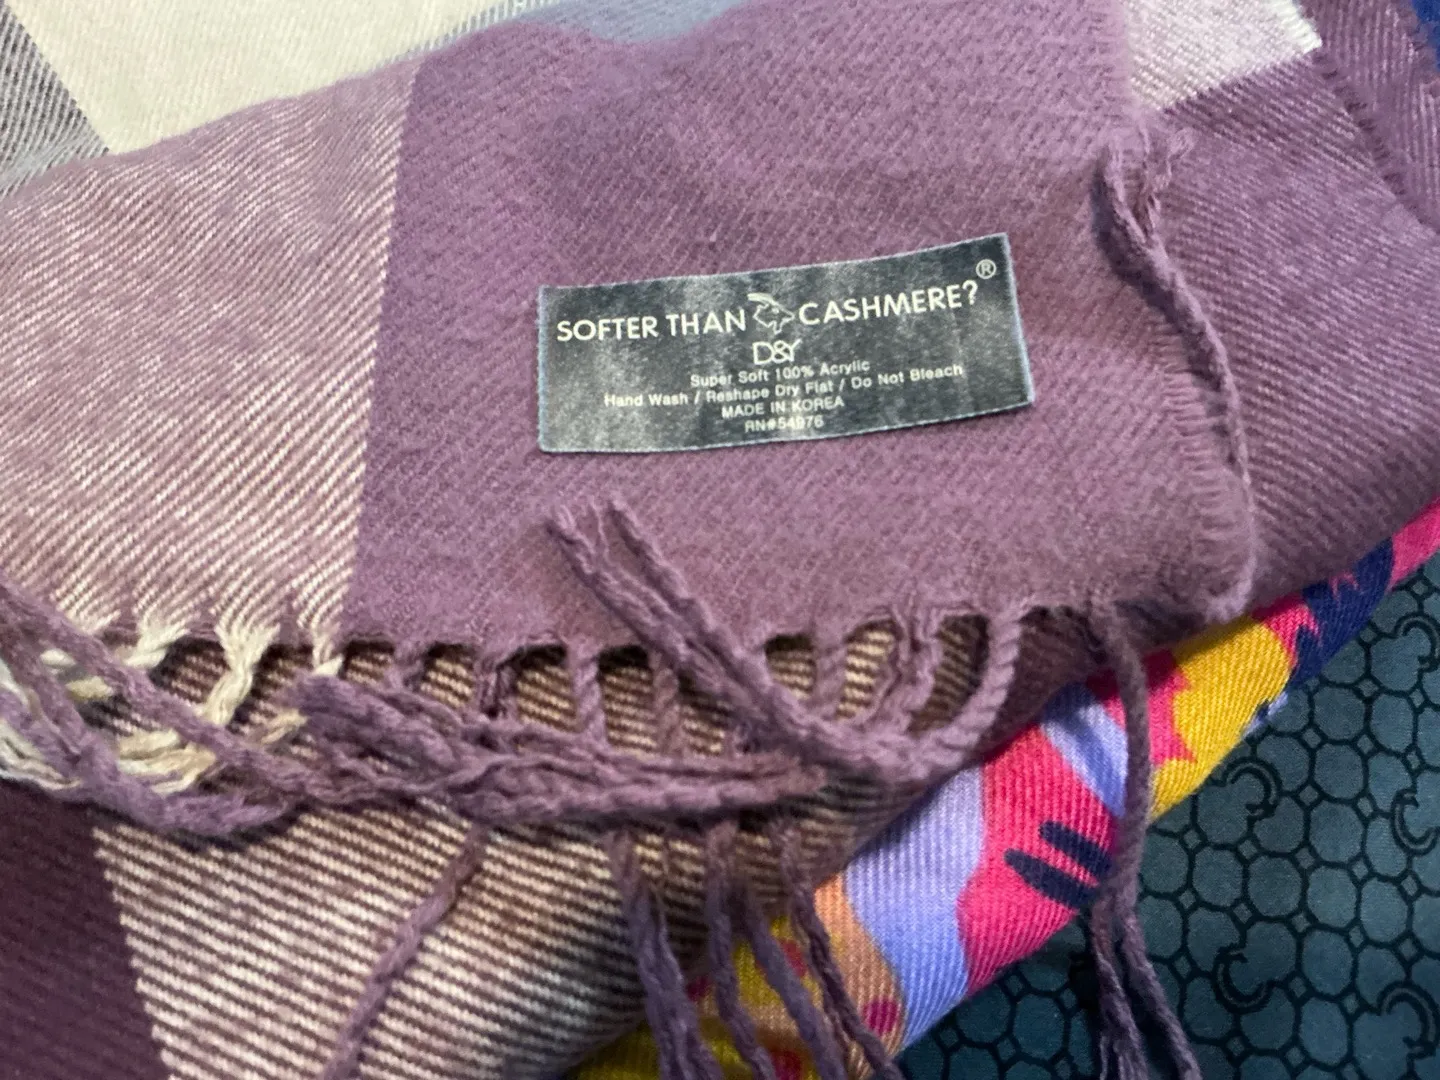 SOFTER THAN CASHMERE?®
D&Y
Super Soft 100% Acrylic
Hand Wash / Reshape Dry Flat / Do Not Bleach
MADE IN KOREA
RN#54976